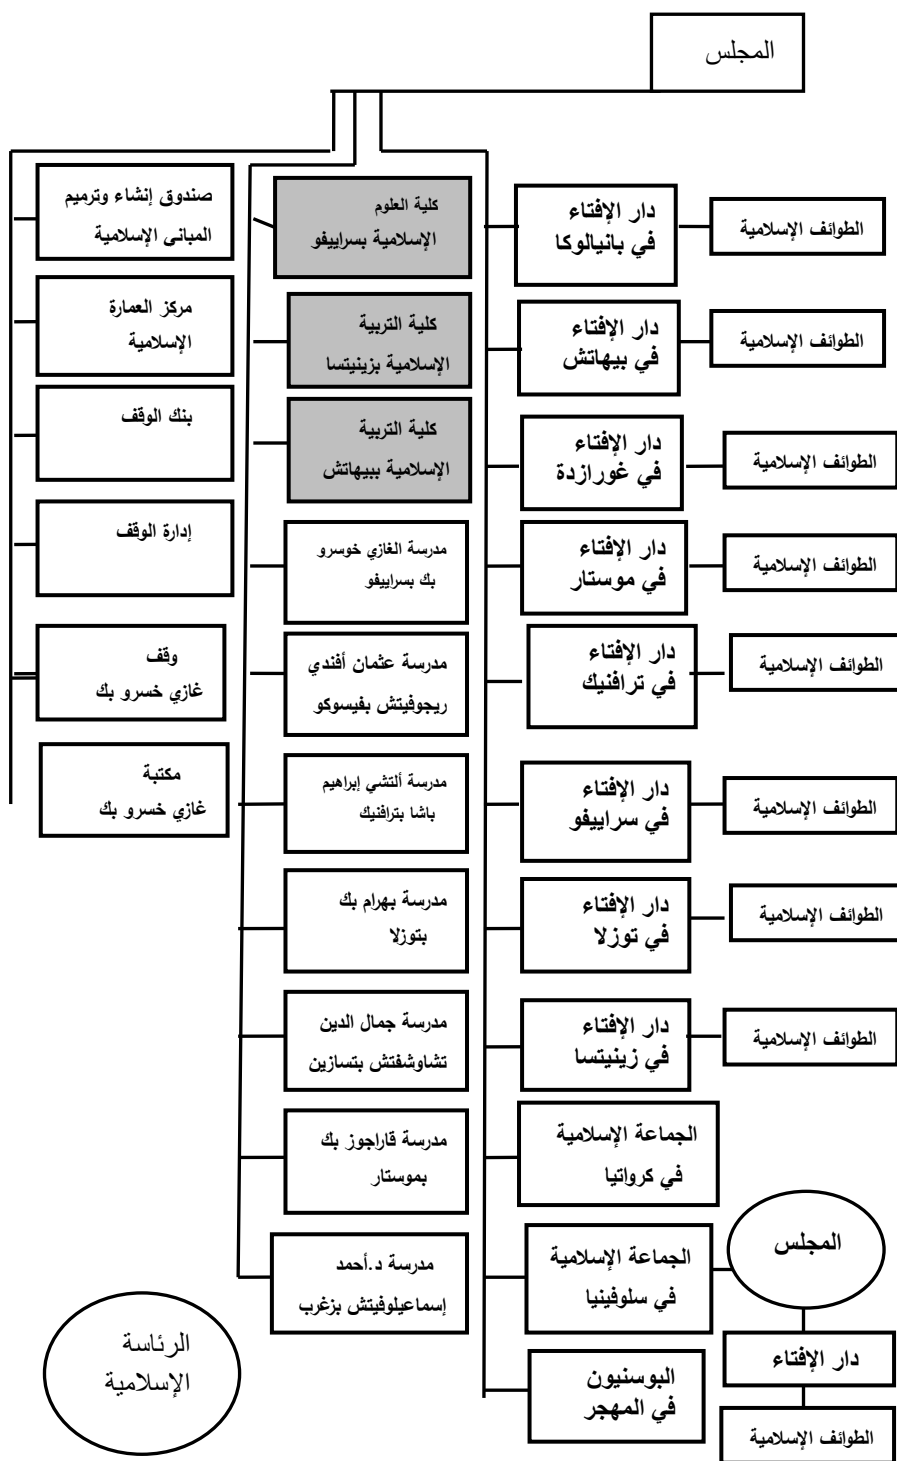 المجلس
دار الإفتاء
في بانيالوكا
الطوائف الإسلامية
دار الإفتاء
في بيهاتش
الطوائف الإسلامية
دار الإفتاء
في غورازدة
الطوائف الإسلامية
دار الإفتاء
في موستار
الطوائف الإسلامية
دار الإفتاء
في ترافنيك
الطوائف الإسلامية
دار الإفتاء
في سراييفو
الطوائف الإسلامية
دار الإفتاء
في توزلا
الطوائف الإسلامية
دار الإفتاء
في زينيتسا
الطوائف الإسلامية
الجماعة الإسلامية
في كرواتيا
الجماعة الإسلامية
في سلوفينيا
المجلس
دار الإفتاء
الطوائف الإسلامية
البوسنيون
في المهجر
كلية العلوم
الإسلامية بسراييفو
كلية التربية
الإسلامية بزينيتسا
كلية التربية
الإسلامية ببيهاتش
مدرسة الغازي خوسرو
بك بسراييفو
مدرسة عثمان أفندي
ريجوفيتش بفيسوكو
مدرسة ألتشي إبراهيم
باشا بترافنيك
مدرسة بهرام بك
بتوزلا
مدرسة جمال الدين
تشاوشفتش بتسازين
مدرسة قاراجوز بك
بموستار
مدرسة د.أحمد
إسماعيلوفيتش بزغرب
صندوق إنشاء وترميم
المبانى الإسلامية
مركز العمارة
الإسلامية
بنك الوقف
إدارة الوقف
وقف
غازي خسرو بك
مكتبة
غازي خسرو بك
الرئاسة
الإسلامية